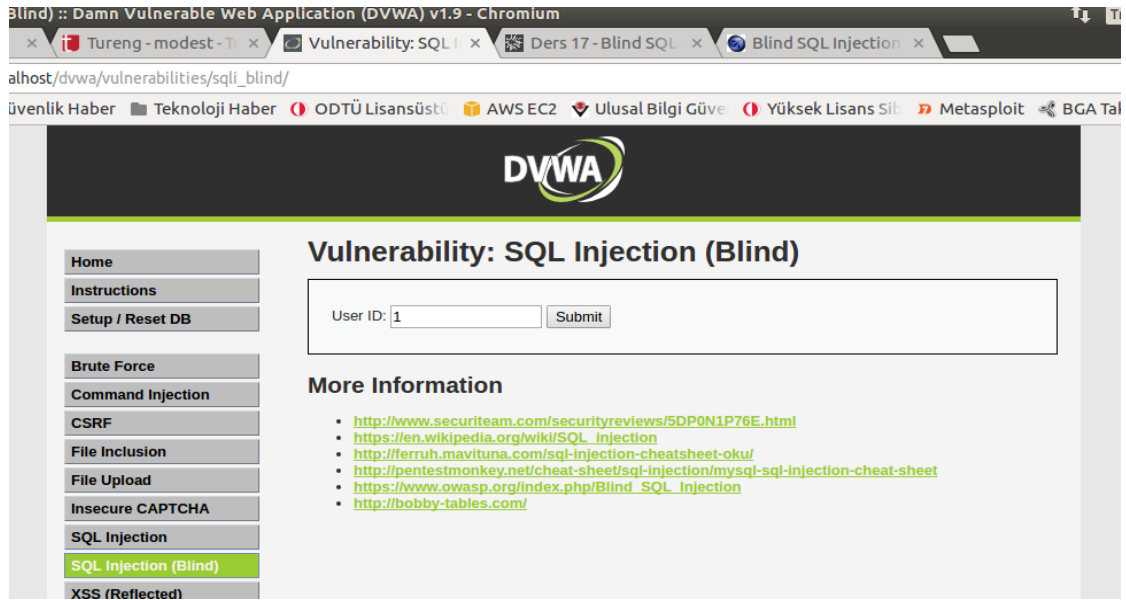 Blind) :: Damn Vulnerable Web Application (DVWA) v1.9 - Chromium
Tureng - modest - T
Vulnerability: SQL I
Ders 17 - Blind SQL
Blind SQL Injection
alhost/dvwa/vulnerabilities/sqli_blind/
üvenlik Haber Teknoloji Haber ODTÜ Lisansüstü AWS EC2 Ulusal Bilgi Güve Yüksek Lisans Sib Metasploit BGA Tak
DVWA
Vulnerability: SQL Injection (Blind)
Home
Instructions
Setup / Reset DB
Brute Force
Command Injection
CSRF
File Inclusion
File Upload
Insecure CAPTCHA
SQL Injection
SQL Injection (Blind)
XSS (Reflected)
User ID: 1 Submit
More Information
http://www.securiteam.com/securityreviews/5DP0N1P76E.html
https://en.wikipedia.org/wiki/SQL_injection
http://ferruh.mavituna.com/sql-injection-cheatsheet-oku/
http://pentestmonkey.net/cheat-sheet/sql-injection/mysql-sql-injection-cheat-sheet
https://www.owasp.org/index.php/Blind_SQL_Injection
http://bobby-tables.com/